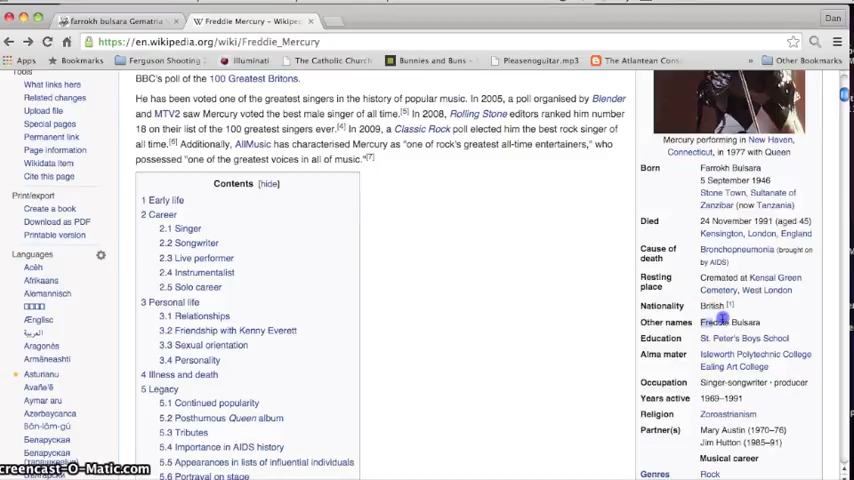 farrokh bulsara Gematria
Freddie Mercury - Wikipe
Dan
https://en.wikipedia.org/wiki/Freddie_Mercury
Apps
Bookmarks
Ferguson Shooting
Illuminati
The Catholic Church
Bunnies and Buns
Pleasenoguitar.mp3
The Atlantean Cons
»
Other Bookmarks
Tools
What links here
Related changes
Upload file
Special pages
Permanent link
Page information
Wikidata item
Cite this page
Print/export
Create a book
Download as PDF
Printable version
Languages
Acèh
Afrikaans
Alemannisch
Ænglisc
العربية
Aragonés
Armãneashti
Asturianu
Avañe'ẽ
Aymar aru
Azərbaycanca
Bân-lâm-gú
Беларуская
Беларуская
BBC's poll of the 100 Greatest Britons.
He has been voted one of the greatest singers in the history of popular music. In 2005, a poll organised by Blender
and MTV2 saw Mercury voted the best male singer of all time.[5] In 2008, Rolling Stone editors ranked him number
18 on their list of the 100 greatest singers ever.[4] In 2009, a Classic Rock poll elected him the best rock singer of
all time.[6] Additionally, AllMusic has characterised Mercury as "one of rock's greatest all-time entertainers," who
possessed "one of the greatest voices in all of music."[7]
Contents [hide]
1 Early life
2 Career
2.1 Singer
2.2 Songwriter
2.3 Live performer
2.4 Instrumentalist
2.5 Solo career
3 Personal life
3.1 Relationships
3.2 Friendship with Kenny Everett
3.3 Sexual orientation
3.4 Personality
4 Illness and death
5 Legacy
5.1 Continued popularity
5.2 Posthumous Queen album
5.3 Tributes
5.4 Importance in AIDS history
5.5 Appearances in lists of influential individuals
5.6 Portrayal on stage
Mercury performing in New Haven,
Connecticut, in 1977 with Queen
Born Farrokh Bulsara
5 September 1946
Stone Town, Sultanate of
Zanzibar (now Tanzania)
Died 24 November 1991 (aged 45)
Kensington, London, England
Cause of death Bronchopneumonia (brought on
by AIDS)
Resting place Cremated at Kensal Green
Cemetery, West London
Nationality British [1]
Other names Freddie Bulsara
Education St. Peter's Boys School
Alma mater Isleworth Polytechnic College
Ealing Art College
Occupation Singer-songwriter · producer
Years active 1969–1991
Religion Zoroastrianism
Partner(s) Mary Austin (1970–76)
Jim Hutton (1985–91)
Musical career
Genres Rock
creencast-O-Matic.com